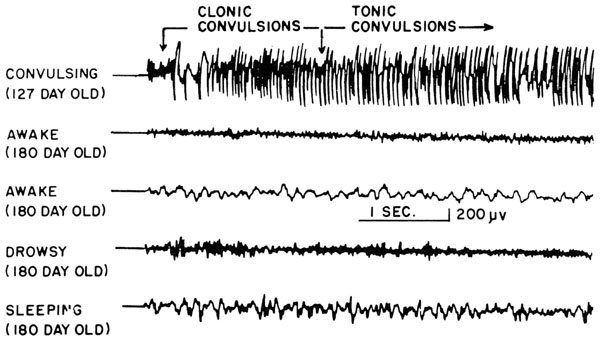 CLONIC CONVULSIONS
TONIC CONVULSIONS
CONVULSING
(127 DAY OLD)
AWAKE
(180 DAY OLD)
AWAKE
(180 DAY OLD)
1 SEC. 200 µv
DROWSY
(180 DAY OLD)
SLEEPING
(180 DAY OLD)